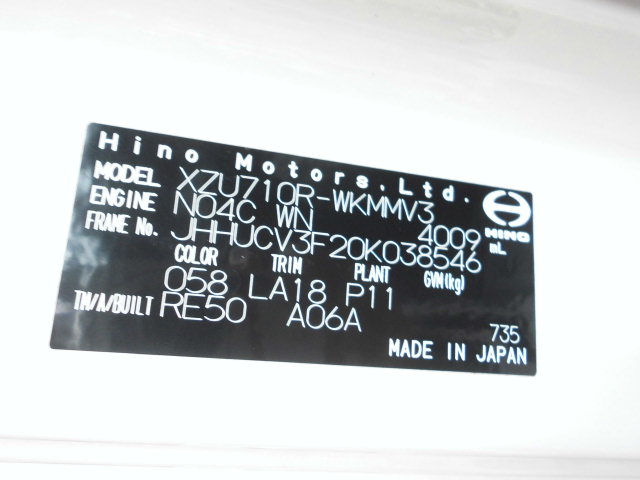 Hino Motors,Ltd.
MODEL XZU710R-WKMMV3
ENGINE N04C WN 4009 mL
HINO
FRAME No. JHHUCV3F20K038546
COLOR TRIM PLANT GVM(kg)
058 LA18 P11
TM/A/BUILT RE50 A06A
735
MADE IN JAPAN